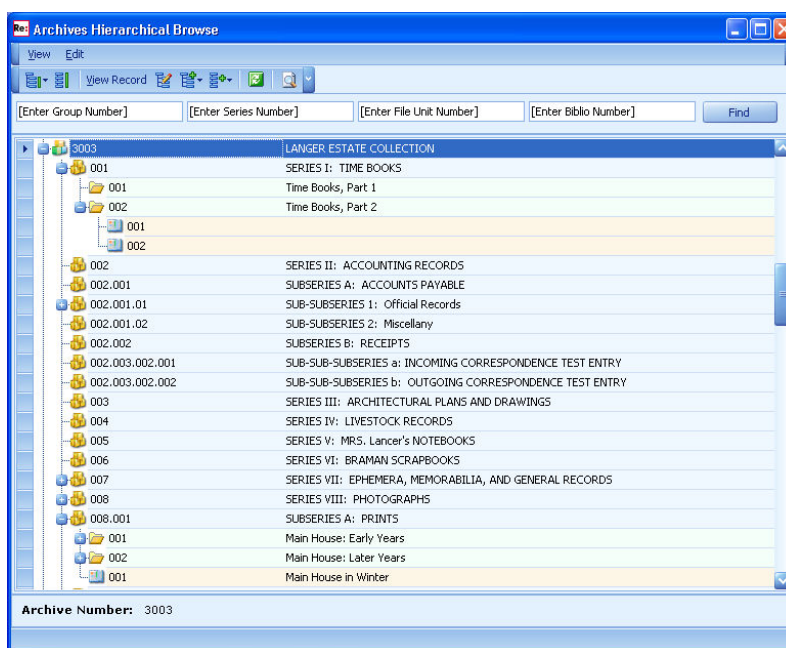 Re: Archives Hierarchical Browse
View Edit
View Record
[Enter Group Number] [Enter Series Number] [Enter File Unit Number] [Enter Biblio Number] Find
3003 LANGER ESTATE COLLECTION
001 SERIES I: TIME BOOKS
001 Time Books, Part 1
002 Time Books, Part 2
001
002
002 SERIES II: ACCOUNTING RECORDS
002.001 SUBSERIES A: ACCOUNTS PAYABLE
002.001.01 SUB-SUBSERIES 1: Official Records
002.001.02 SUB-SUBSERIES 2: Miscellany
002.002 SUBSERIES B: RECEIPTS
002.003.002.001 SUB-SUB-SUBSERIES a: INCOMING CORRESPONDENCE TEST ENTRY
002.003.002.002 SUB-SUB-SUBSERIES b: OUTGOING CORRESPONDENCE TEST ENTRY
003 SERIES III: ARCHITECTURAL PLANS AND DRAWINGS
004 SERIES IV: LIVESTOCK RECORDS
005 SERIES V: MRS. Lancer's NOTEBOOKS
006 SERIES VI: BRAMAN SCRAPBOOKS
007 SERIES VII: EPHEMERA, MEMORABILIA, AND GENERAL RECORDS
008 SERIES VIII: PHOTOGRAPHS
008.001 SUBSERIES A: PRINTS
001 Main House: Early Years
002 Main House: Later Years
001 Main House in Winter
Archive Number: 3003